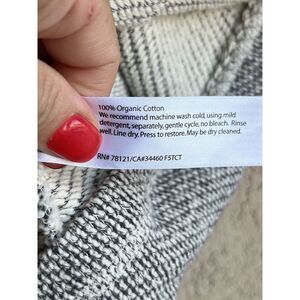 100% Organic Cotton
We recommend machine wash cold, using mild
detergent, separately, gentle cycle, no bleach. Rinse
well. Line dry. Press to restore. May be dry cleaned.
RN# 78121/CA#34460 F5TCT